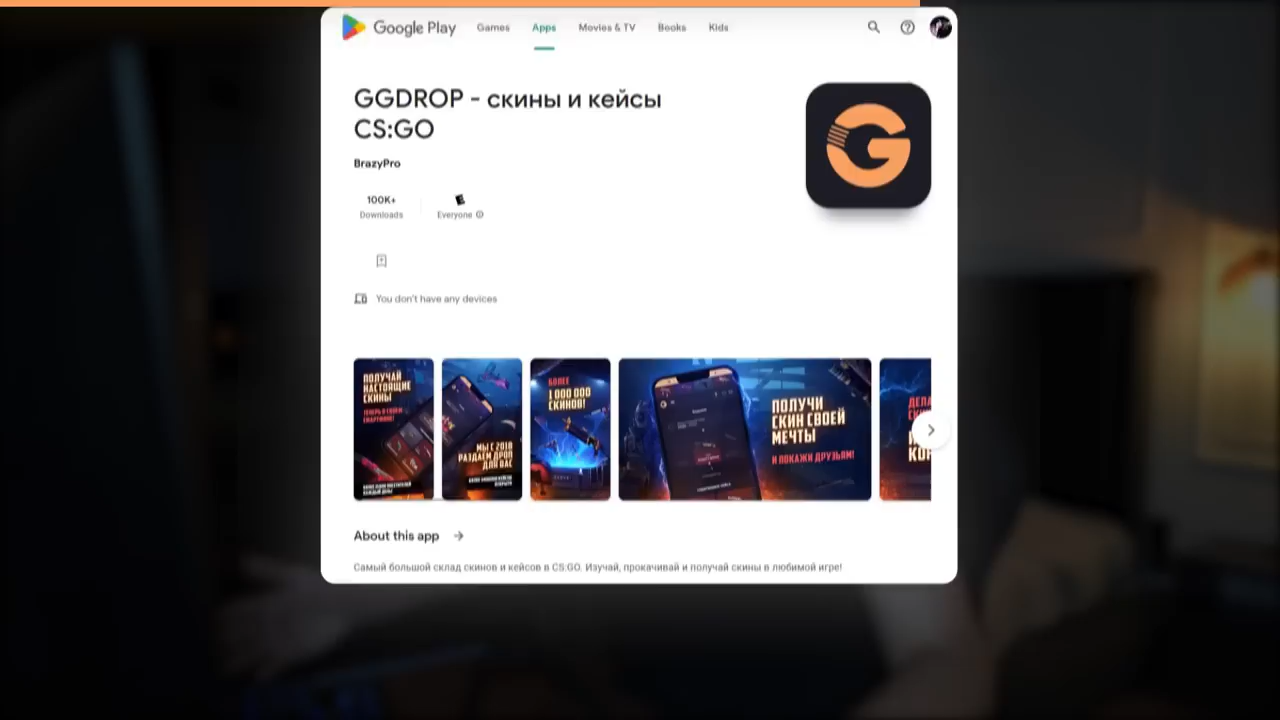 Google Play
Games
Apps
Movies & TV
Books
Kids
GGDROP - скины и кейсы
CS:GO
BrazyPro
100K+
Downloads
Everyone
You don't have any devices
ПОЛУЧАЙ
НАСТОЯЩИЕ
СКИНЫ
МЫ С 2018
РАЗДАЕМ ДРОП
ДЛЯ ВАС
БОЛЕЕ
1 000 000
СКИНОВ!
ПОЛУЧИ
СКИН СВОЕЙ
МЕЧТЫ
И ПОКАЖИ ДРУЗЬЯМ!
About this app
Самый большой склад скинов и кейсов в CS:GO. Изучай, прокачивай и получай скины в любимой игре!